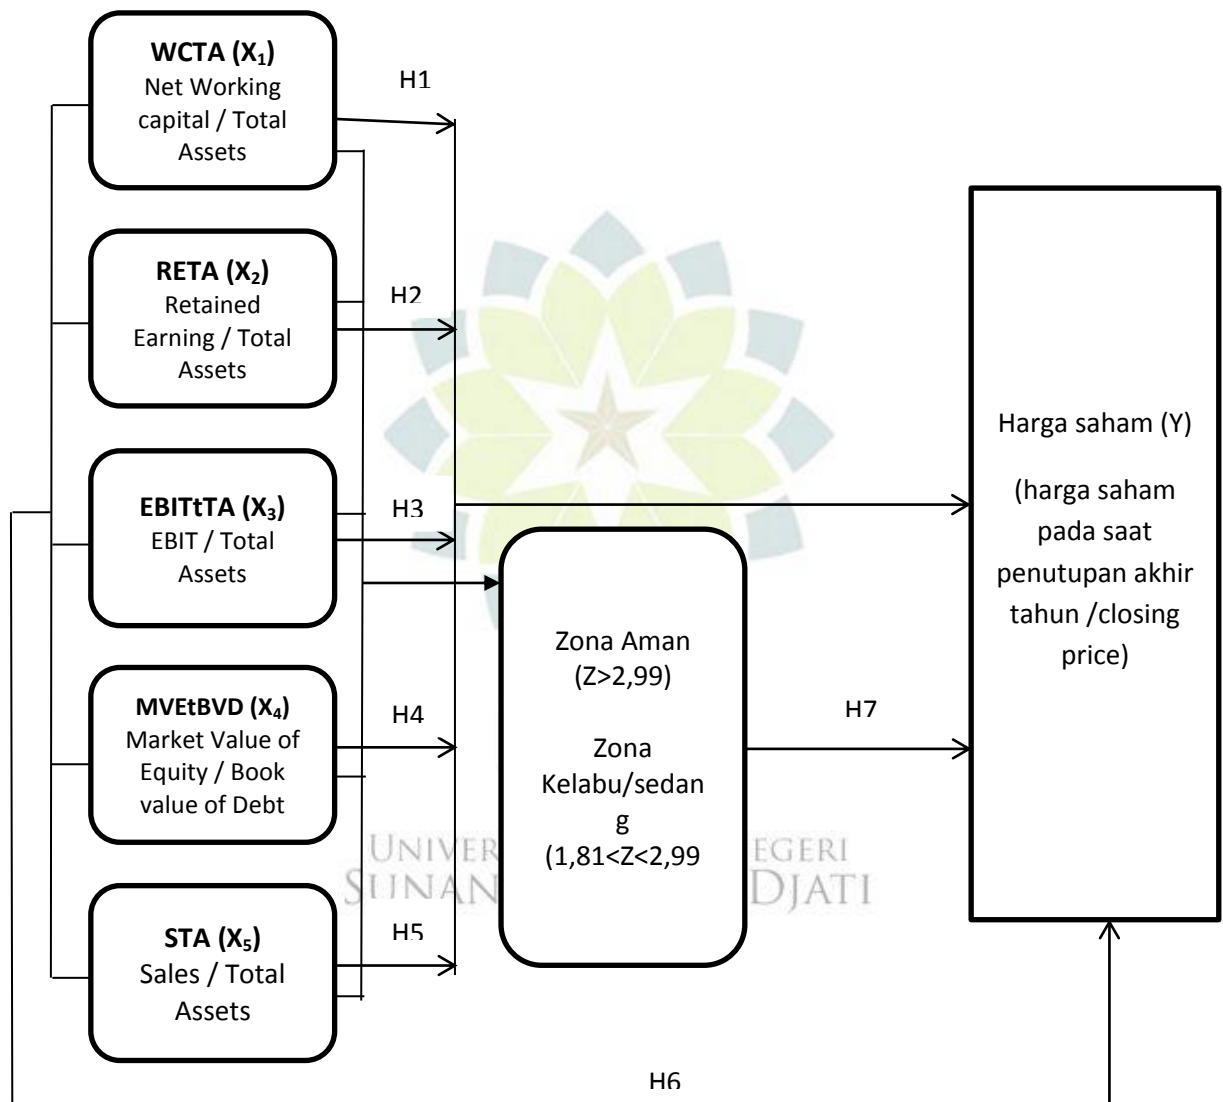 WCTA (X₁)
Net Working
capital / Total
Assets
H1
RETA (X₂)
Retained
Earning / Total
Assets
H2
EBITtTA (X₃)
EBIT / Total
Assets
H3
MVEtBVD (X₄)
Market Value of
Equity / Book
value of Debt
H4
STA (X₅)
Sales / Total
Assets
H5
Zona Aman
(Z>2,99)
Zona
Kelabu/sedan
g
(1,81<Z<2,99
H7
Harga saham (Y)
(harga saham
pada saat
penutupan akhir
tahun /closing
price)
H6
UNIVER EGERI
SUNAN DJATI